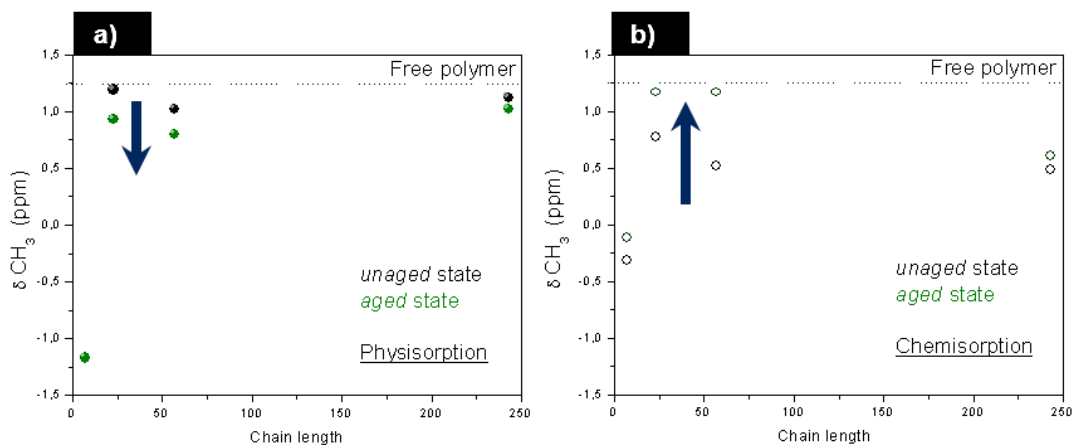 a)
Free polymer
1,5
1,0
0,5
0,0
-0,5
-1,0
-1,5
δ CH3 (ppm)
unaged state
aged state
Physisorption
0 50 100 150 200 250
Chain length
b)
Free polymer
1,5
1,0
0,5
0,0
-0,5
-1,0
-1,5
δ CH3 (ppm)
unaged state
aged state
Chemisorption
0 50 100 150 200 250
Chain length